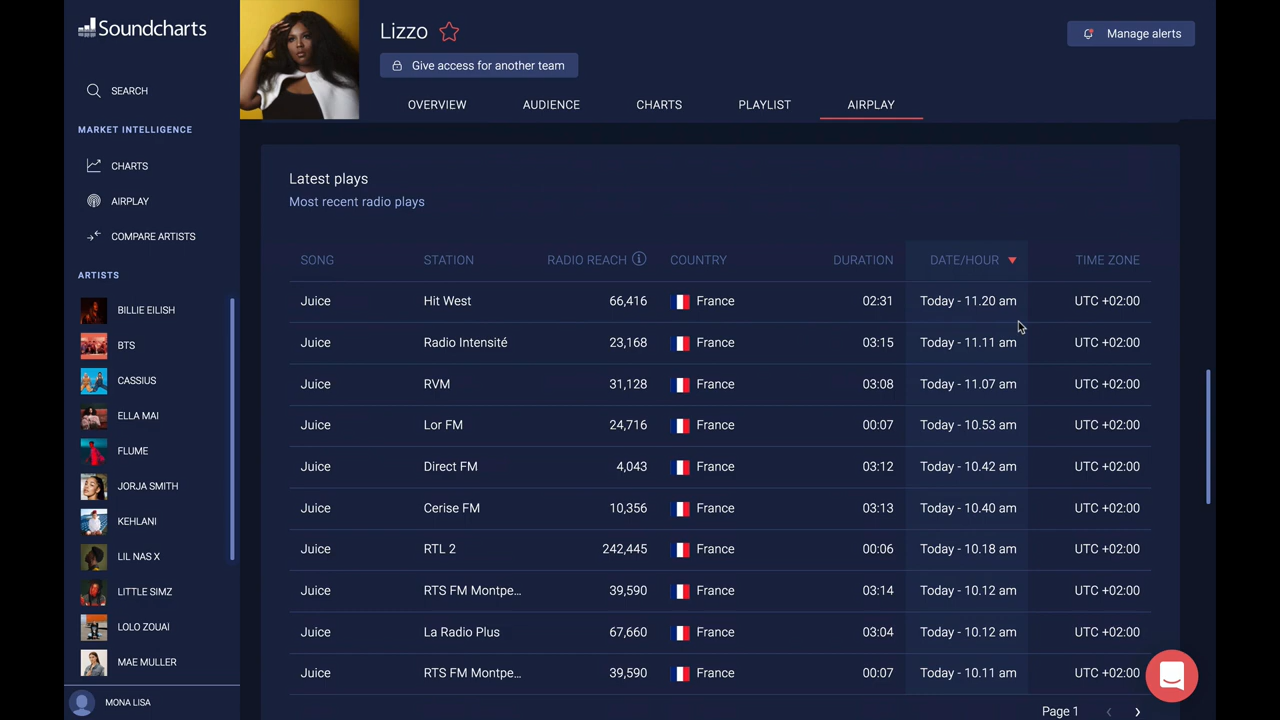 Soundcharts
SEARCH
MARKET INTELLIGENCE
CHARTS
AIRPLAY
COMPARE ARTISTS
ARTISTS
BILLIE EILISH
BTS
CASSIUS
ELLA MAI
FLUME
JORJA SMITH
KEHLANI
LIL NAS X
LITTLE SIMZ
LOLO ZOUAI
MAE MULLER
MONA LISA
Lizzo
Give access for another team
Manage alerts
OVERVIEW AUDIENCE CHARTS PLAYLIST AIRPLAY
Latest plays
Most recent radio plays
SONG STATION RADIO REACH COUNTRY DURATION DATE/HOUR TIME ZONE
Juice Hit West 66,416 France 02:31 Today - 11.20 am UTC +02:00
Juice Radio Intensité 23,168 France 03:15 Today - 11.11 am UTC +02:00
Juice RVM 31,128 France 03:08 Today - 11.07 am UTC +02:00
Juice Lor FM 24,716 France 00:07 Today - 10.53 am UTC +02:00
Juice Direct FM 4,043 France 03:12 Today - 10.42 am UTC +02:00
Juice Cerise FM 10,356 France 03:13 Today - 10.40 am UTC +02:00
Juice RTL 2 242,445 France 00:06 Today - 10.18 am UTC +02:00
Juice RTS FM Montpe... 39,590 France 03:14 Today - 10.12 am UTC +02:00
Juice La Radio Plus 67,660 France 03:04 Today - 10.12 am UTC +02:00
Juice RTS FM Montpe... 39,590 France 00:07 Today - 10.11 am UTC +02:00
Page 1